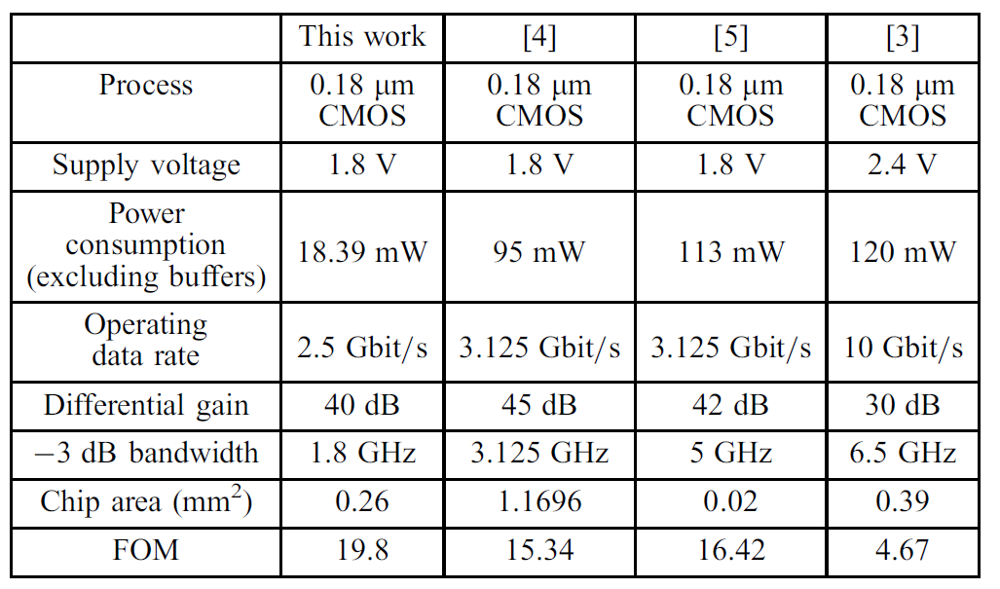 This work [4] [5] [3]
Process 0.18 μm CMOS 0.18 μm CMOS 0.18 μm CMOS 0.18 μm CMOS
Supply voltage 1.8 V 1.8 V 1.8 V 2.4 V
Power consumption (excluding buffers) 18.39 mW 95 mW 113 mW 120 mW
Operating data rate 2.5 Gbit/s 3.125 Gbit/s 3.125 Gbit/s 10 Gbit/s
Differential gain 40 dB 45 dB 42 dB 30 dB
−3 dB bandwidth 1.8 GHz 3.125 GHz 5 GHz 6.5 GHz
Chip area (mm²) 0.26 1.1696 0.02 0.39
FOM 19.8 15.34 16.42 4.67